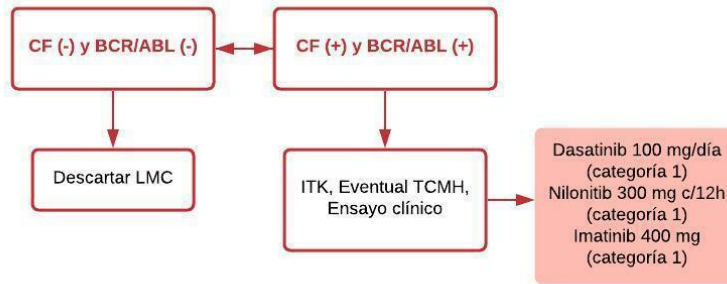 CF (-) y BCR/ABL (-)
CF (+) y BCR/ABL (+)
Descartar LMC
ITK, Eventual TCMH,
Ensayo clínico
Dasatinib 100 mg/día
(categoría 1)
Nilonitib 300 mg c/12h
(categoría 1)
Imatinib 400 mg
(categoría 1)